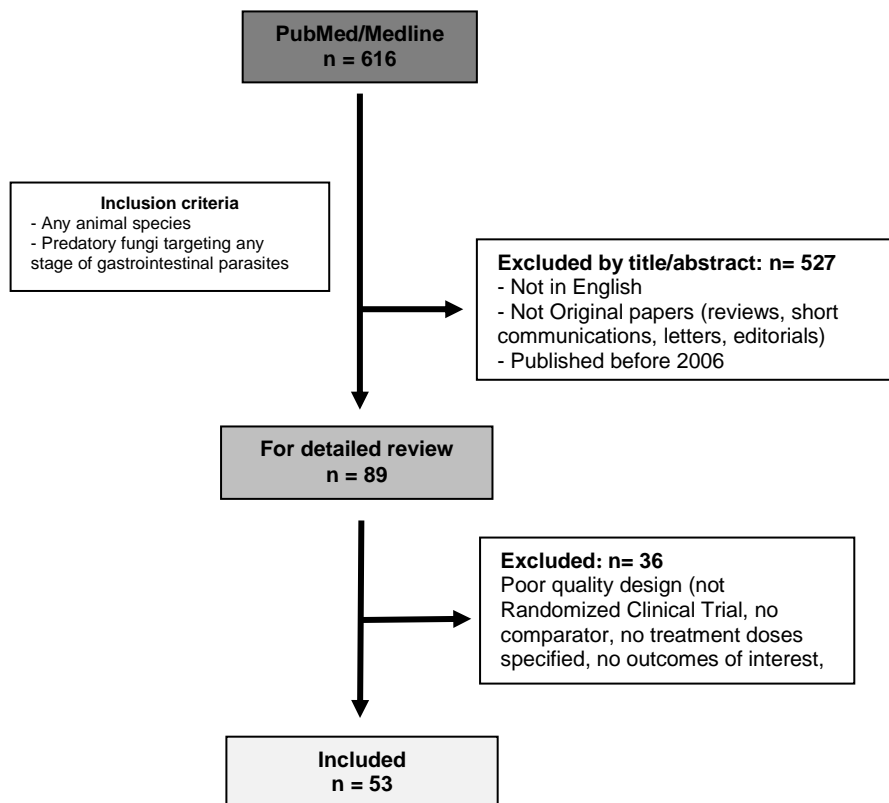 PubMed/Medline
n = 616
Inclusion criteria
- Any animal species
- Predatory fungi targeting any
stage of gastrointestinal parasites
Excluded by title/abstract: n= 527
- Not in English
- Not Original papers (reviews, short
communications, letters, editorials)
- Published before 2006
For detailed review
n = 89
Excluded: n= 36
Poor quality design (not
Randomized Clinical Trial, no
comparator, no treatment doses
specified, no outcomes of interest,
Included
n = 53